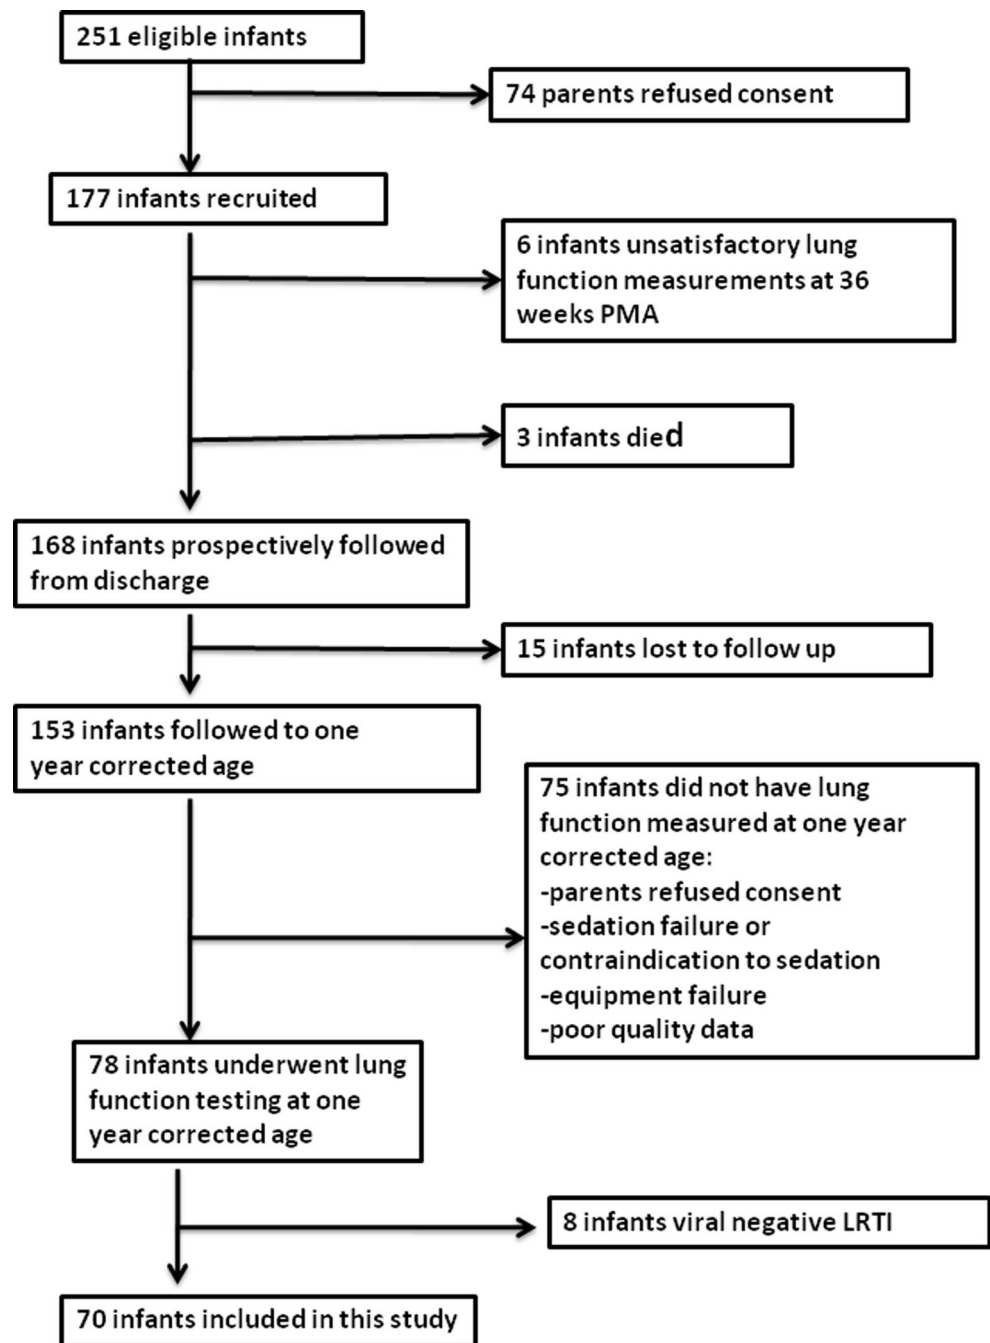 251 eligible infants
74 parents refused consent
177 infants recruited
6 infants unsatisfactory lung
function measurements at 36
weeks PMA
3 infants died
168 infants prospectively followed
from discharge
15 infants lost to follow up
153 infants followed to one
year corrected age
75 infants did not have lung
function measured at one year
corrected age:
-parents refused consent
-sedation failure or
contraindication to sedation
-equipment failure
-poor quality data
78 infants underwent lung
function testing at one
year corrected age
8 infants viral negative LRTI
70 infants included in this study